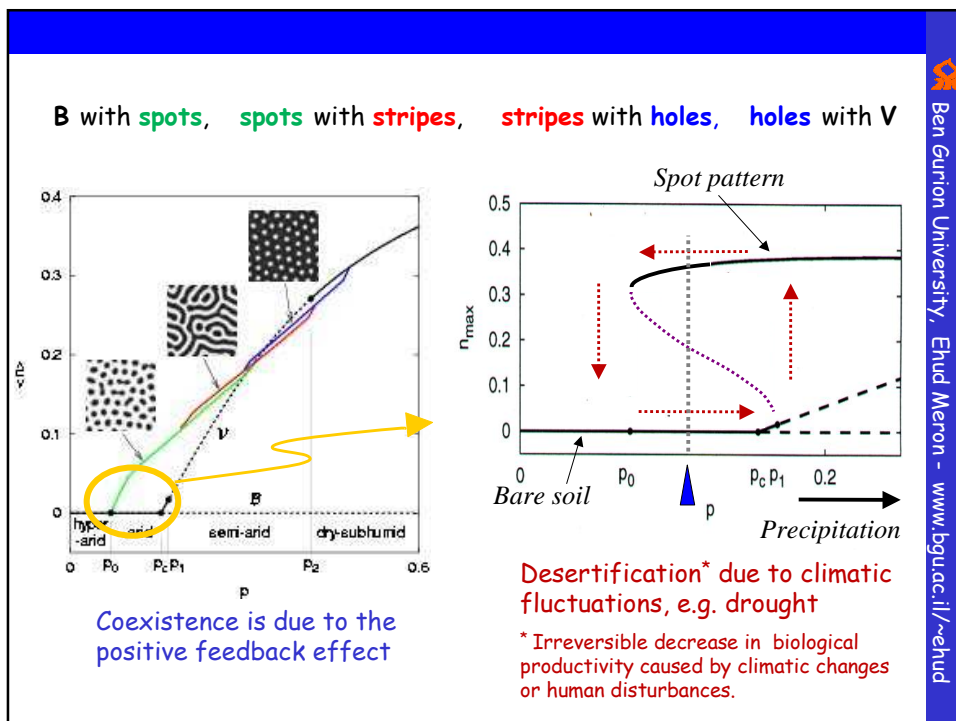 B with spots, spots with stripes, stripes with holes, holes with V
0.4
0.3
0.2
0.1
0
<n>
ν
B
hyper
-arid
arid
semi-arid
dry-subhumid
0
p0
pc p1
p2
0.6
p
Coexistence is due to the
positive feedback effect
Spot pattern
0.5
0.4
0.3
0.2
0.1
0
n max
0
p0
pc p1
0.2
Bare soil
p
Precipitation
Desertification* due to climatic
fluctuations, e.g. drought
* Irreversible decrease in biological
productivity caused by climatic changes
or human disturbances.
Ben Gurion University, Ehud Meron - www.bgu.ac.il/~ehud